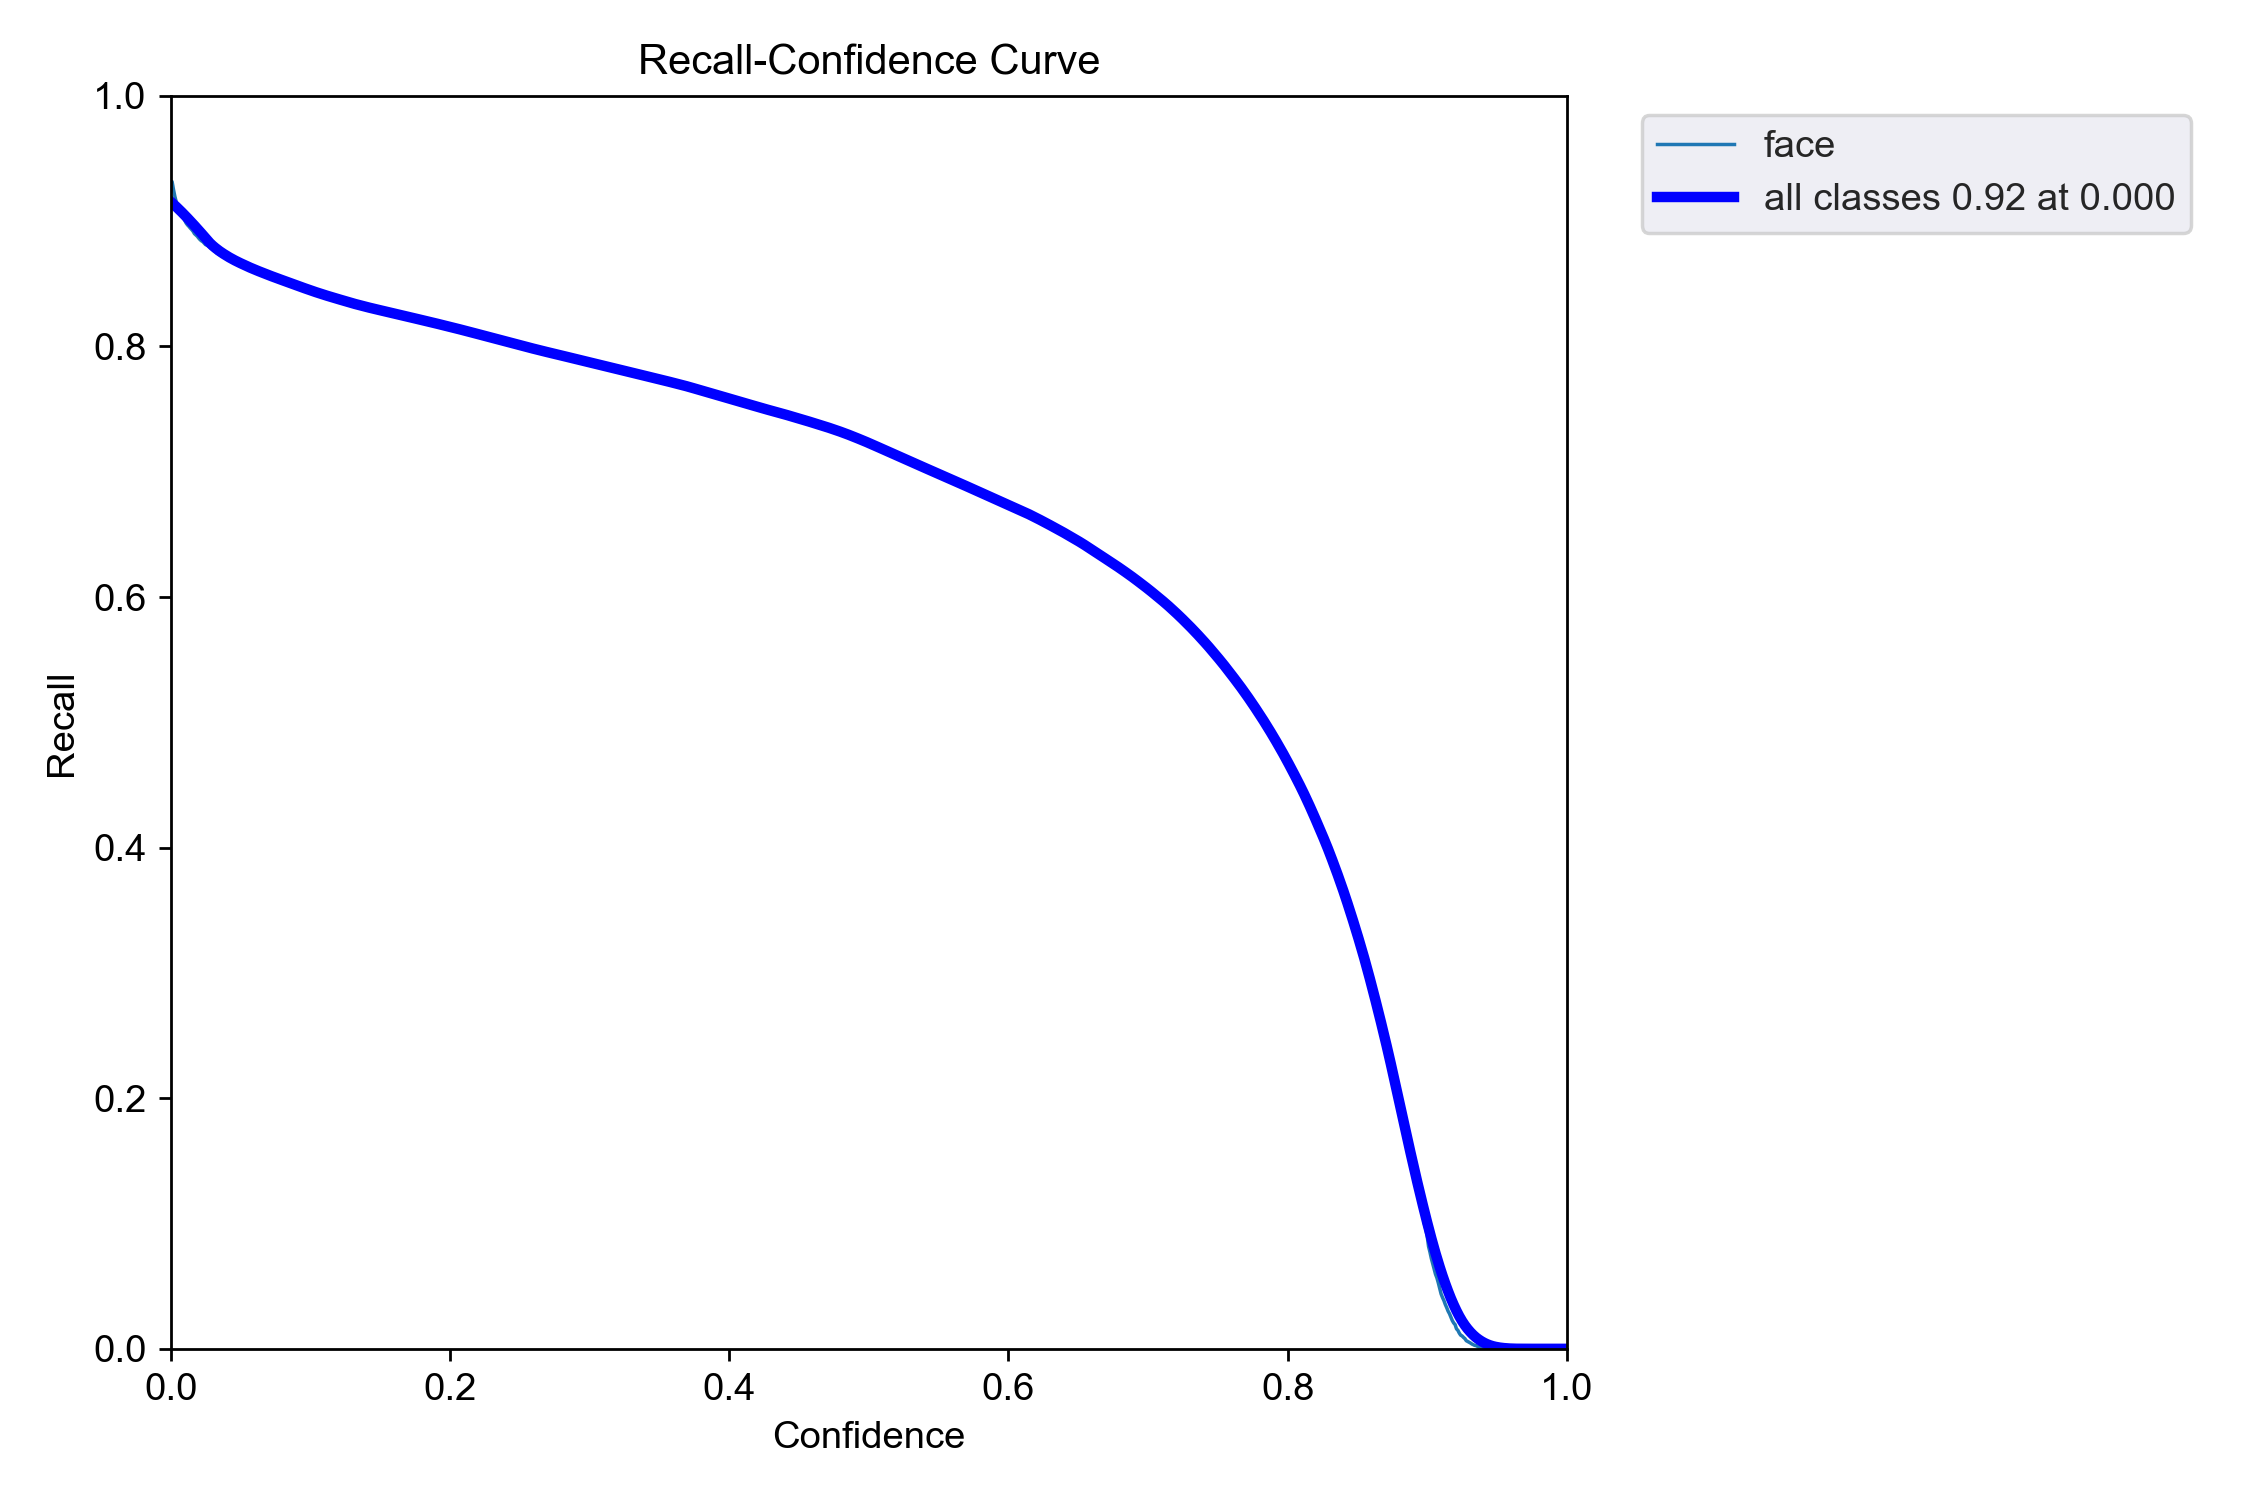 Recall-Confidence Curve
1.0
0.8
0.6
0.4
0.2
0.0
Recall
0.0 0.2 0.4 0.6 0.8 1.0
Confidence
face
all classes 0.92 at 0.000